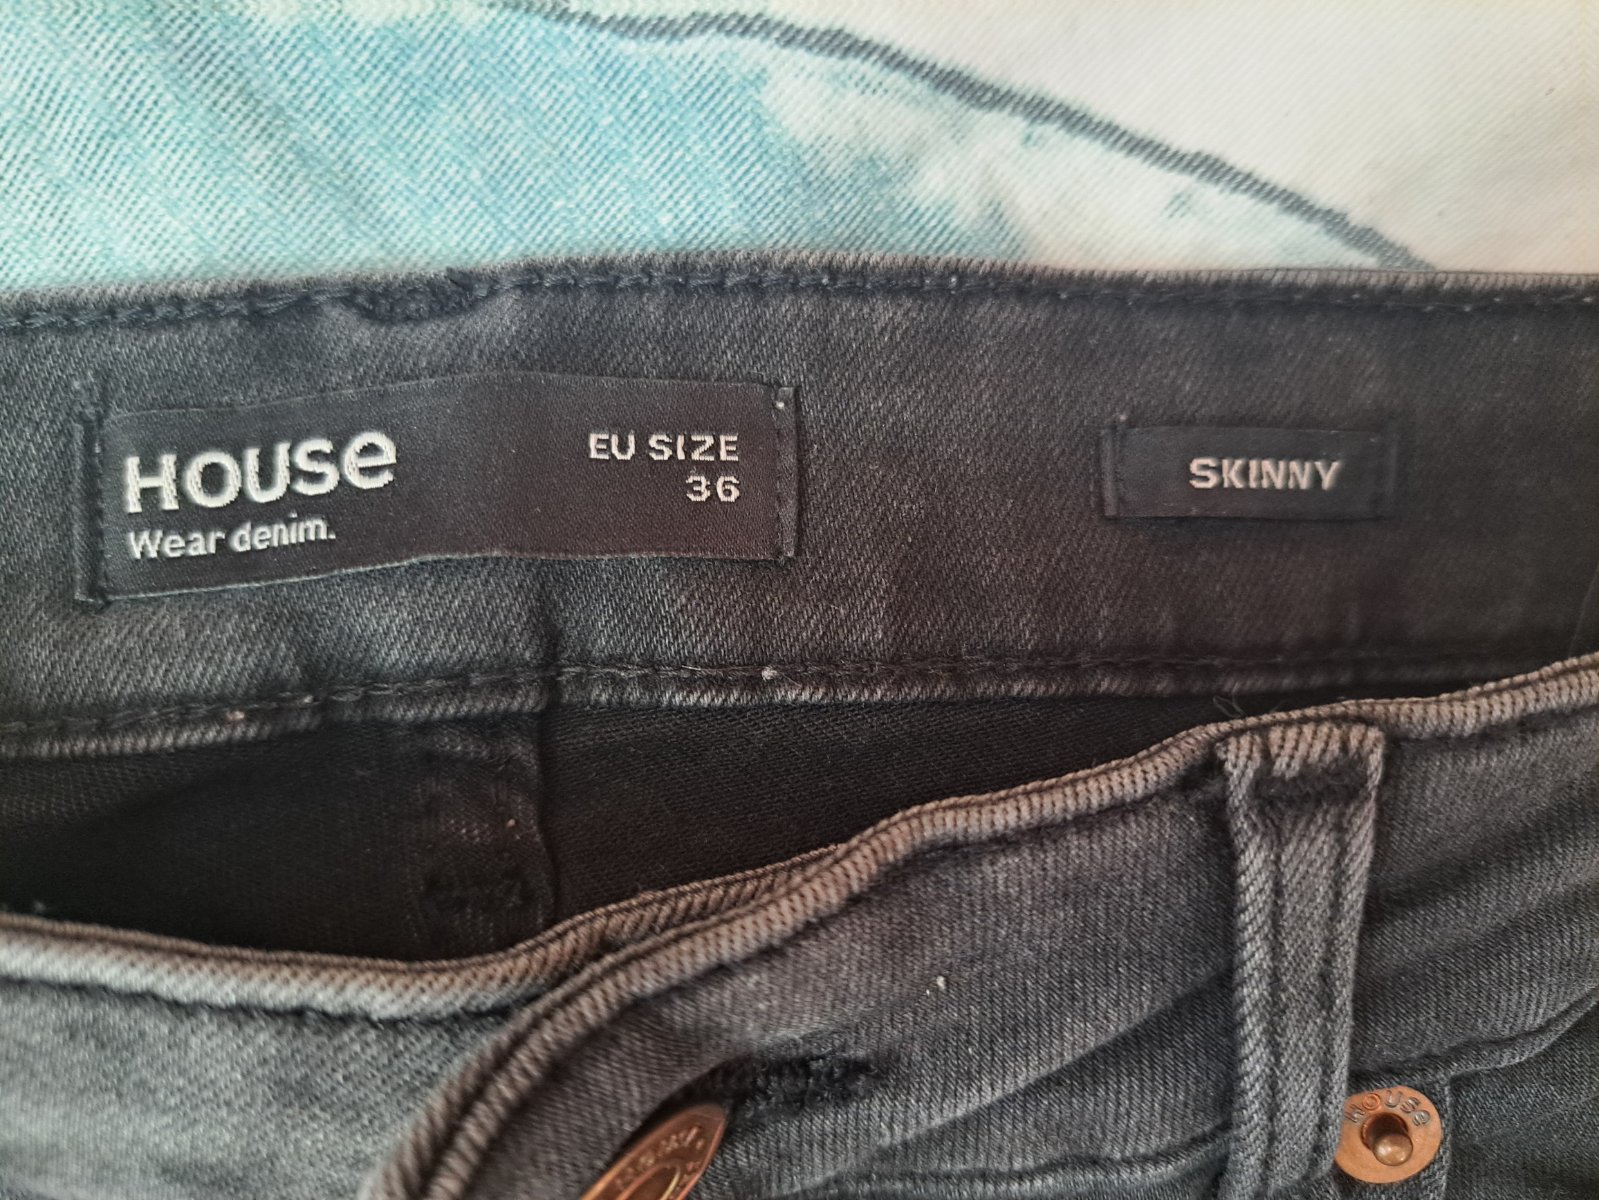 HOUSe
Wear denim.
EU SIZE
36
SKINNY
HOUSe